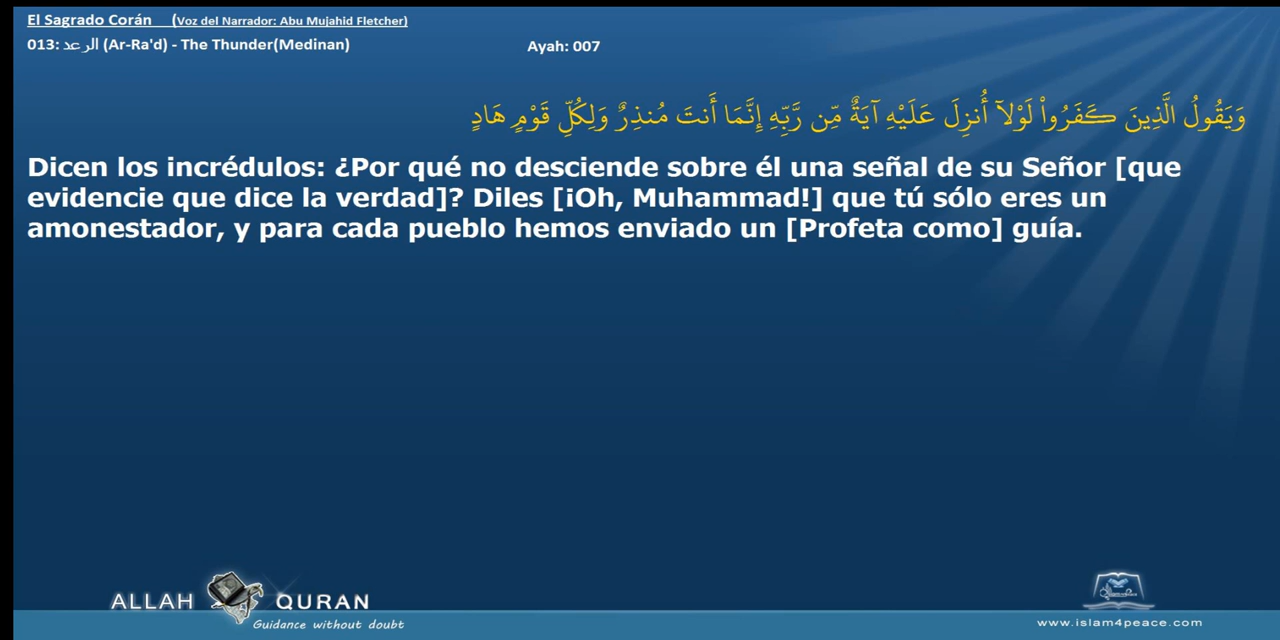 El Sagrado Corán (Voz del Narrador: Abu Mujahid Fletcher)
013: الرعد (Ar-Ra'd) - The Thunder(Medinan) Ayah: 007
وَيَقُولُ الَّذِينَ كَفَرُواْ لَوْلآ أُنزِلَ عَلَيْهِ آيَةٌ مِّن رَّبِّهِ إِنَّمَا أَنتَ مُنذِرٌ وَلِكُلِّ قَوْمٍ هَادٍ
Dicen los incrédulos: ¿Por qué no desciende sobre él una señal de su Señor [que
evidencie que dice la verdad]? Diles [¡Oh, Muhammad!] que tú sólo eres un
amonestador, y para cada pueblo hemos enviado un [Profeta como] guía.
ALLAH QURAN
Guidance without doubt
www.islam4peace.com